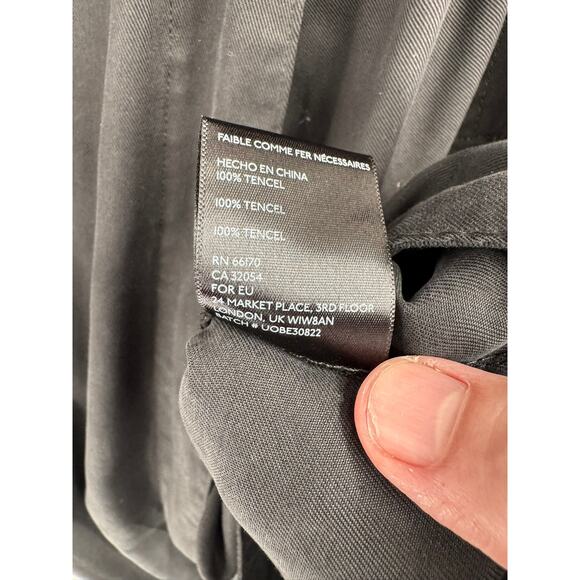 FAIBLE COMME FER NÉCESSAIRES
HECHO EN CHINA
100% TENCEL
100% TENCEL
100% TENCEL
RN 66170
CA 32054
FOR EU
24 MARKET PLACE, 3RD FLOOR
LONDON, UK W1W8AN
BATCH # UOBE30822